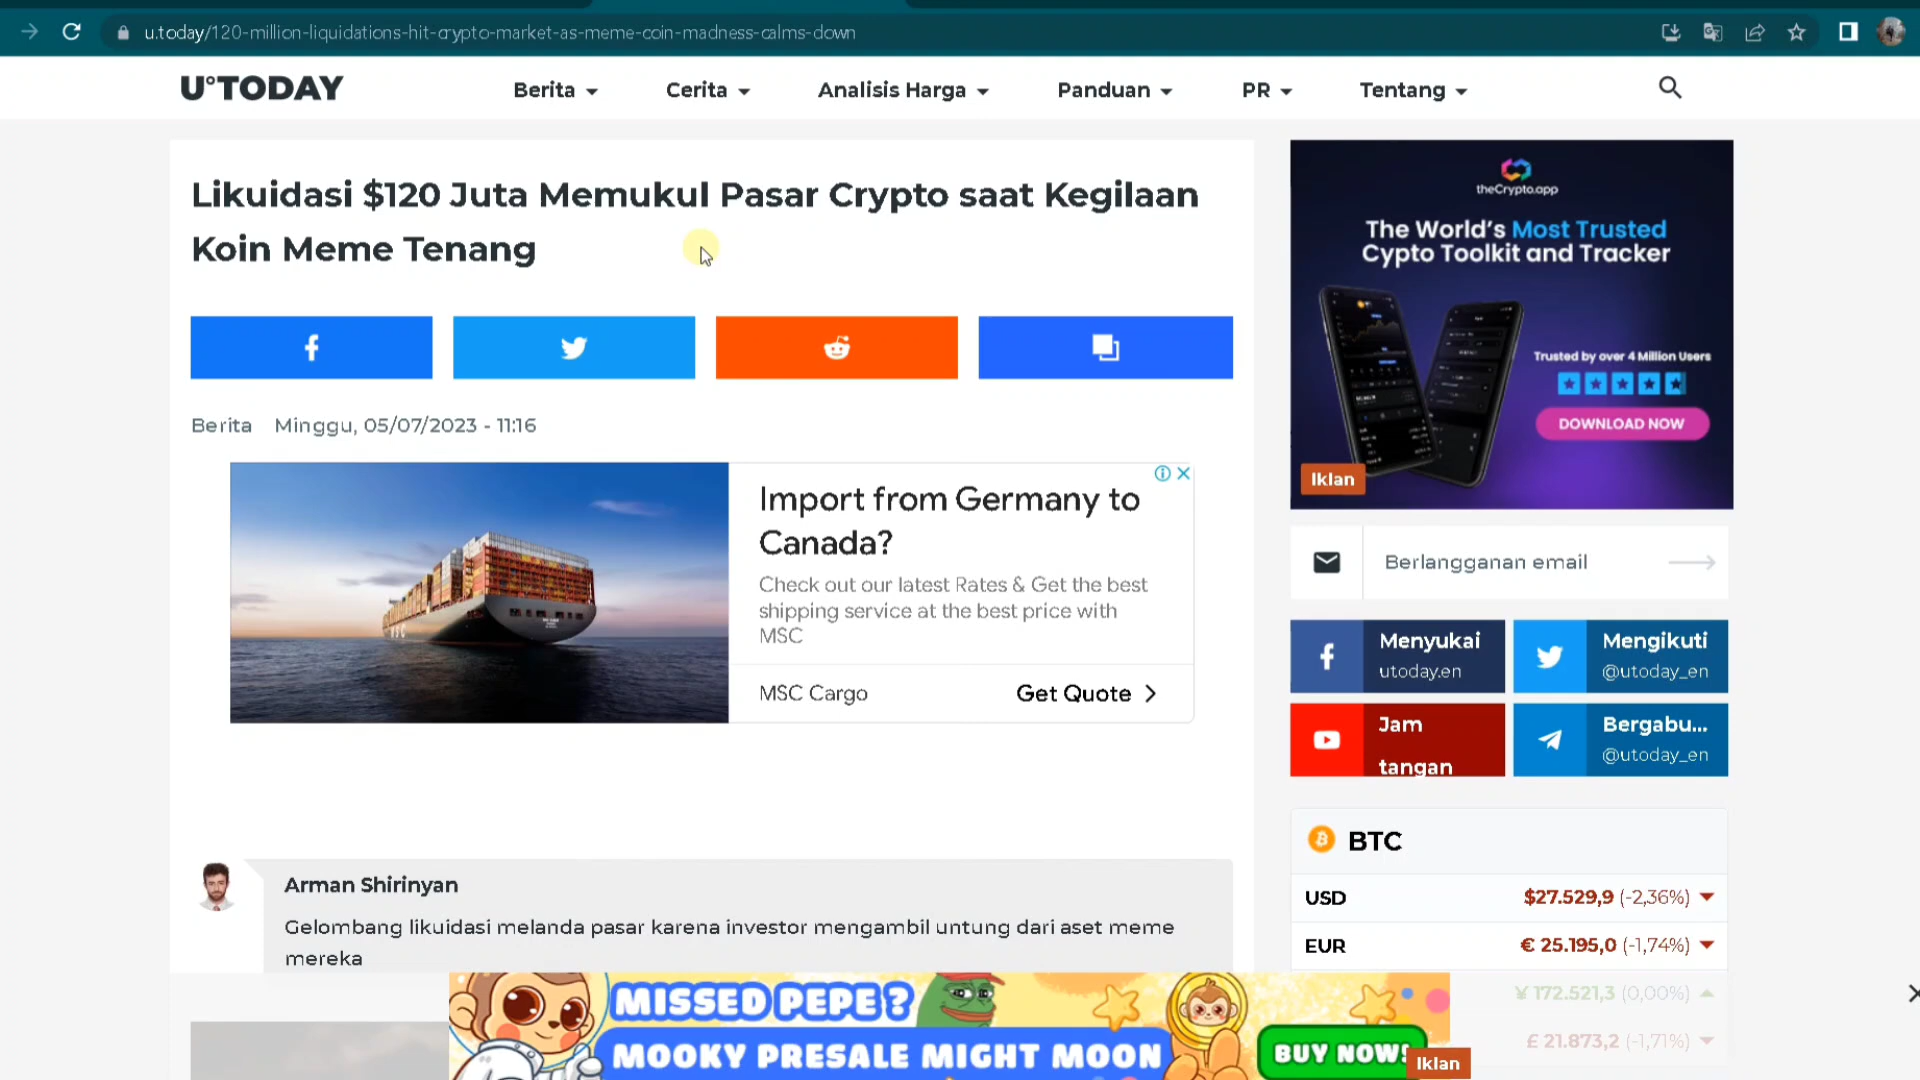 u.today/120-million-liquidations-hit-crypto-market-as-meme-coin-madness-calms-down
U°TODAY
Berita
Cerita
Analisis Harga
Panduan
PR
Tentang
Likuidasi $120 Juta Memukul Pasar Crypto saat Kegilaan
Koin Meme Tenang
Berita Minggu, 05/07/2023 - 11:16
Import from Germany to
Canada?
Check out our latest Rates & Get the best
shipping service at the best price with
MSC
MSC Cargo
Get Quote
Arman Shirinyan
Gelombang likuidasi melanda pasar karena investor mengambil untung dari aset meme
mereka
theCrypto.app
The World's Most Trusted
Cypto Toolkit and Tracker
Trusted by over 4 Million Users
DOWNLOAD NOW
Iklan
Berlangganan email
Menyukai
utoday.en
Mengikuti
@utoday_en
Jam
tangan
Bergabu...
@utoday_en
BTC
USD $27.529,9 (-2,36%)
EUR € 25.195,0 (-1,74%)
¥ 172.521,3 (0,00%)
£ 21.873,2 (-1,71%)
MISSED PEPE?
MOOKY PRESALE MIGHT MOON
BUY NOW!
Iklan